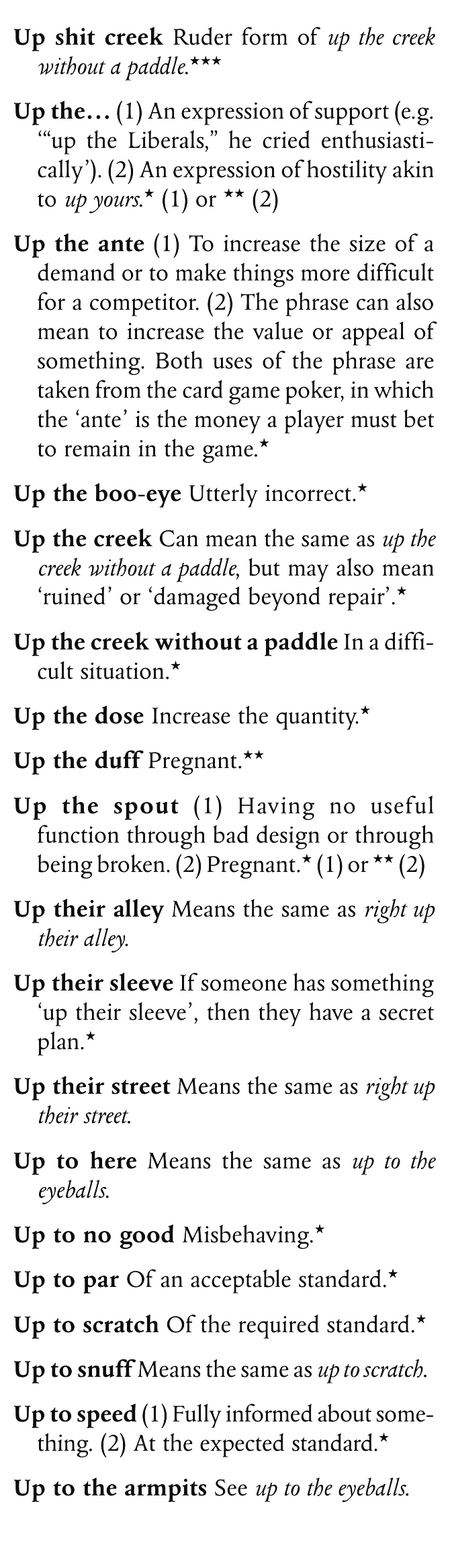 Up shit creek Ruder form of up the creek
without a paddle.★★★
Up the… (1) An expression of support (e.g.
‘“up the Liberals,” he cried enthusiasti-
cally’). (2) An expression of hostility akin
to up yours.★ (1) or ★★ (2)
Up the ante (1) To increase the size of a
demand or to make things more difficult
for a competitor. (2) The phrase can also
mean to increase the value or appeal of
something. Both uses of the phrase are
taken from the card game poker, in which
the ‘ante’ is the money a player must bet
to remain in the game.★
Up the boo-eye Utterly incorrect.★
Up the creek Can mean the same as up the
creek without a paddle, but may also mean
‘ruined’ or ‘damaged beyond repair’.★
Up the creek without a paddle In a diffi-
cult situation.★
Up the dose Increase the quantity.★
Up the duff Pregnant.★★
Up the spout (1) Having no useful
function through bad design or through
being broken. (2) Pregnant.★ (1) or ★★ (2)
Up their alley Means the same as right up
their alley.
Up their sleeve If someone has something
‘up their sleeve’, then they have a secret
plan.★
Up their street Means the same as right up
their street.
Up to here Means the same as up to the
eyeballs.
Up to no good Misbehaving.★
Up to par Of an acceptable standard.★
Up to scratch Of the required standard.★
Up to snuff Means the same as up to scratch.
Up to speed (1) Fully informed about some-
thing. (2) At the expected standard.★
Up to the armpits See up to the eyeballs.